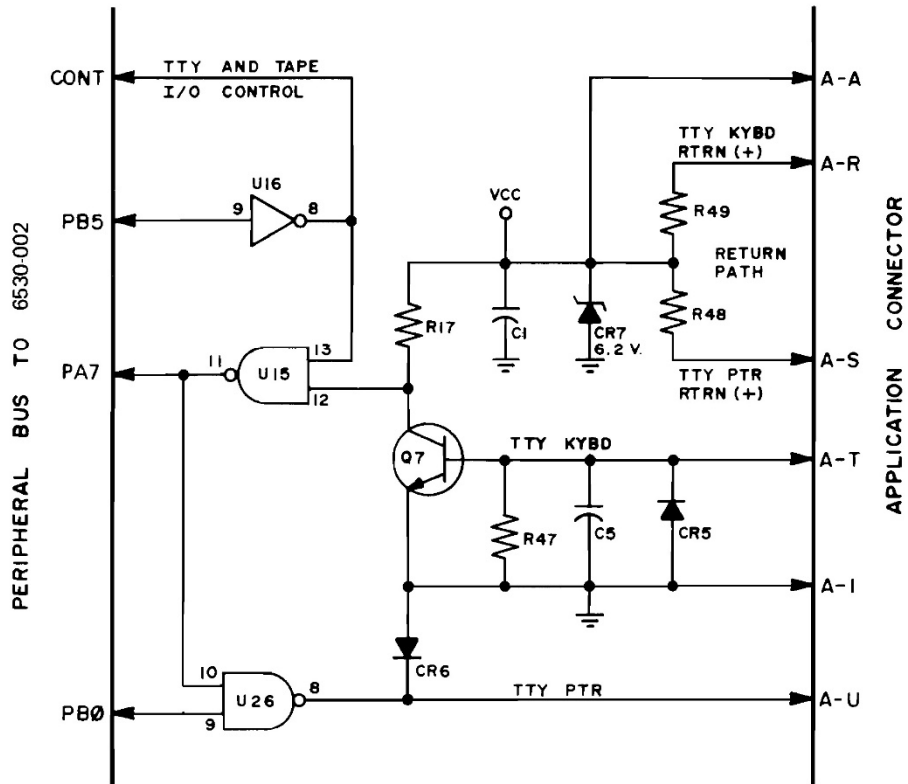 CONT
TTY AND TAPE
I/O CONTROL
A-A
TTY KYBD
RTRN (+)
A-R
U16
9
8
PB5
VCC
R49
RETURN
PATH
R17
C1
CR7
6.2 V.
R48
PA7
11
U15
13
12
A-S
TTY PTR
RTRN (+)
Q7
TTY KYBD
A-T
R47
C5
CR5
A-I
CR6
10
U26
8
9
TTY PTR
A-U
PBØ
PERIPHERAL BUS TO 6530-002
APPLICATION CONNECTOR